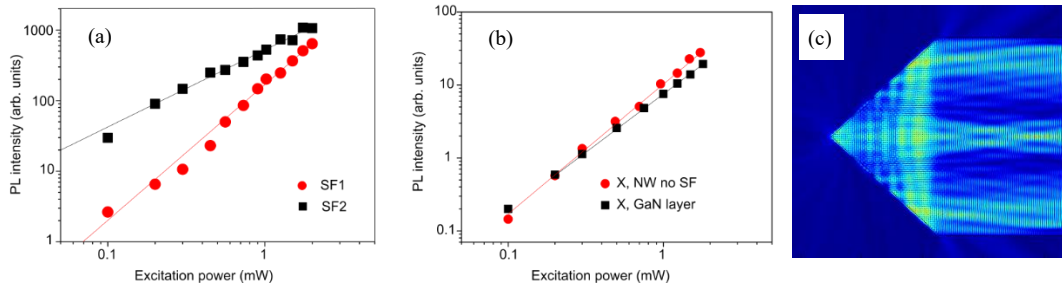 (a)
PL intensity (arb. units)
1000
100
10
1
0.1
1
Excitation power (mW)
SF1
SF2
(b)
PL intensity (arb. units)
100
10
1
0.1
0.1
1
Excitation power (mW)
X, NW no SF
X, GaN layer
(c)